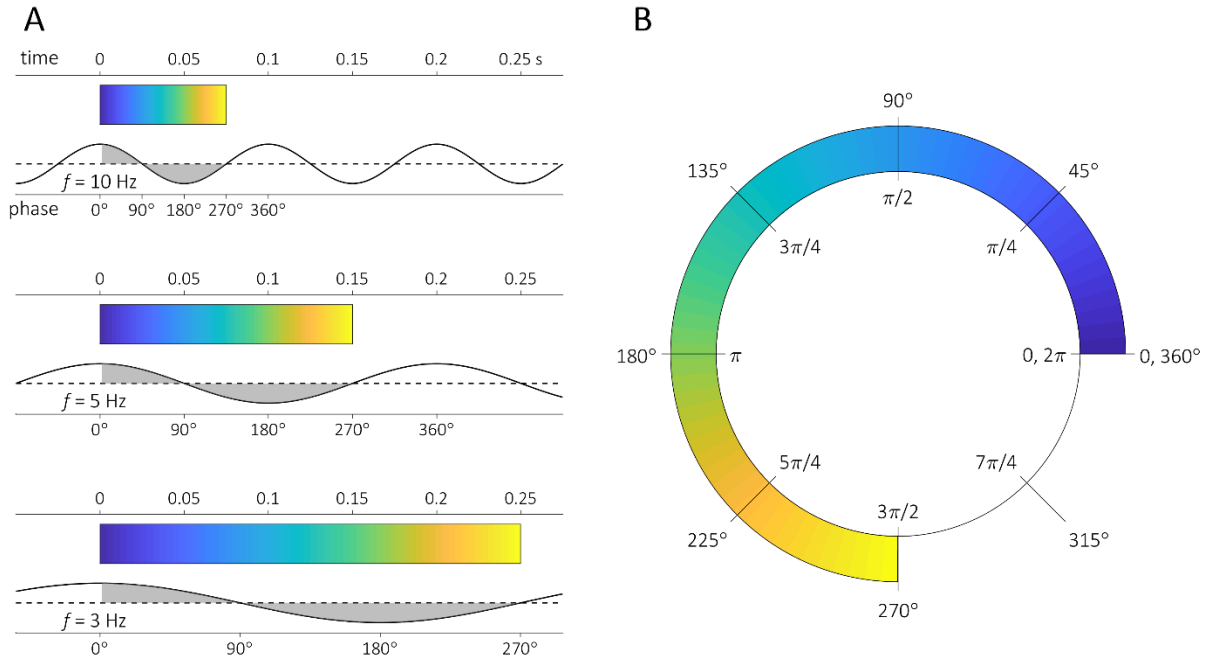 A
time 0 0.05 0.1 0.15 0.2 0.25 s
f = 10 Hz
phase 0° 90° 180° 270° 360°
0 0.05 0.1 0.15 0.2 0.25
f = 5 Hz
0° 90° 180° 270° 360°
0 0.05 0.1 0.15 0.2 0.25
f = 3 Hz
0° 90° 180° 270°
B
90°
135° 45°
π/2
3π/4 π/4
180° π 0, 2π 0, 360°
5π/4 7π/4
3π/2
225° 315°
270°